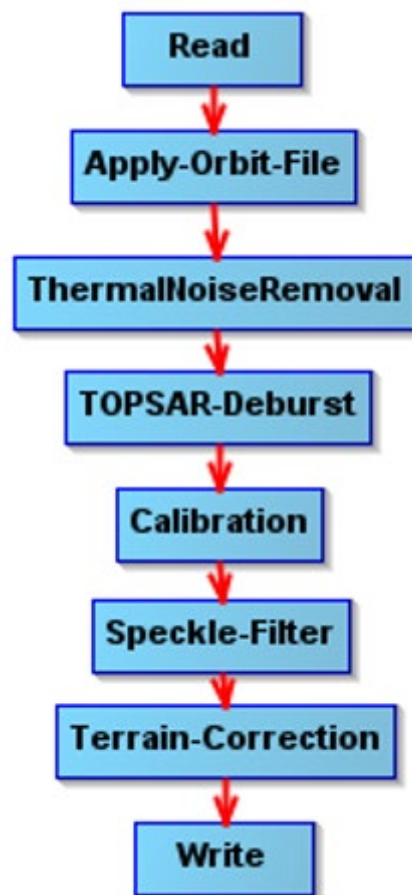 Read
Apply-Orbit-File
ThermalNoiseRemoval
TOPSAR-Deburst
Calibration
Speckle-Filter
Terrain-Correction
Write